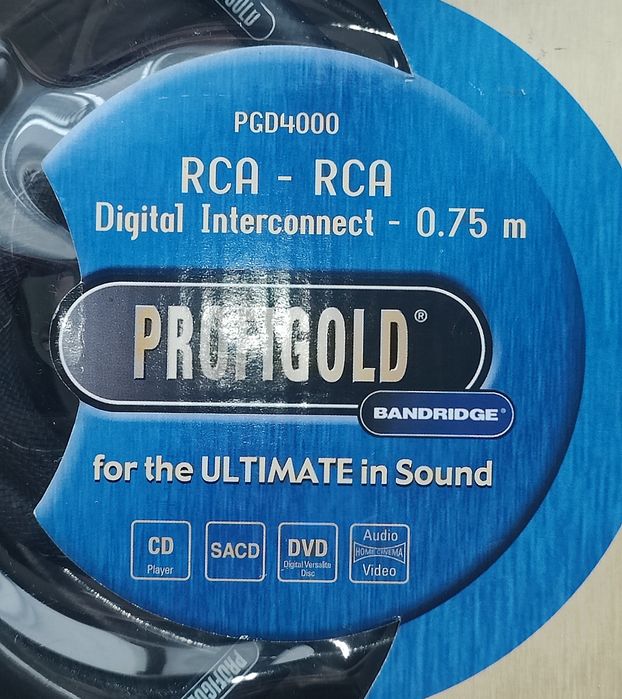 PGD4000
RCA - RCA
Digital Interconnect - 0.75 m
PROFIGOLD®
BANDRIDGE®
for the ULTIMATE in Sound
CD
Player
SACD
DVD
Digital Versatile
Disc
Audio
HOME CINEMA
Video
PROFIGOLD